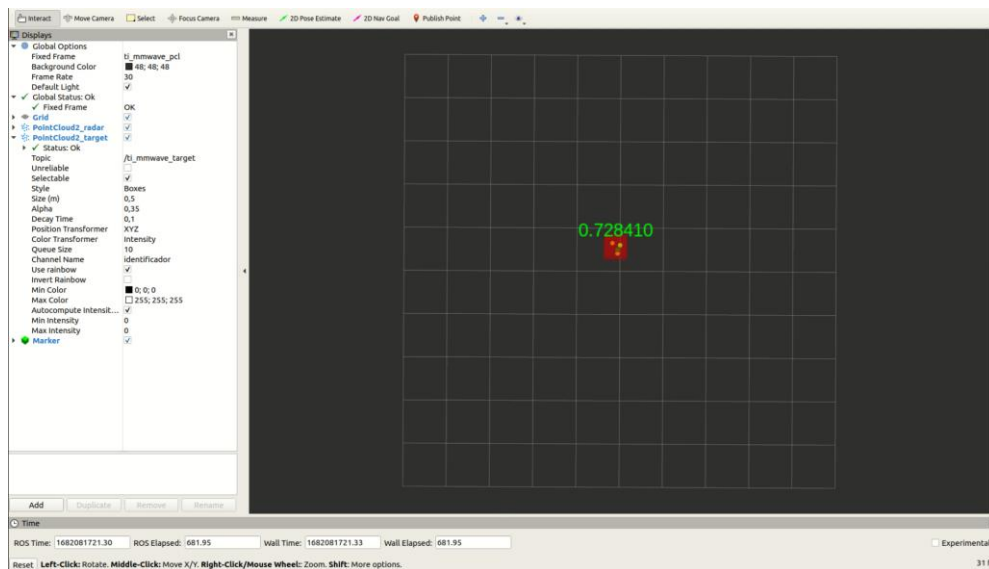 Interact Move Camera Select Focus Camera Measure 2D Pose Estimate 2D Nav Goal Publish Point
Displays
Global Options
Fixed Frame ti_mmwave_pcl
Background Color 48; 48; 48
Frame Rate 30
Default Light
Global Status: Ok
Fixed Frame OK
Grid
PointCloud2_radar
PointCloud2_target
Status: Ok
Topic /ti_mmwave_target
Unreliable
Selectable
Style Boxes
Size (m) 0,5
Alpha 0,35
Decay Time 0,1
Position Transformer XYZ
Color Transformer Intensity
Queue Size 10
Channel Name identificador
Use rainbow
Invert Rainbow
Min Color 0; 0; 0
Max Color 255; 255; 255
Autocompute Intensit...
Min Intensity 0
Max Intensity 0
Marker
0.728410
Add Duplicate Remove Rename
Time
ROS Time: 1682081721.30 ROS Elapsed: 681.95 Wall Time: 1682081721.33 Wall Elapsed: 681.95 Experimental
Reset Left-Click: Rotate. Middle-Click: Move X/Y. Right-Click/Mouse Wheel: Zoom. Shift: More options. 31